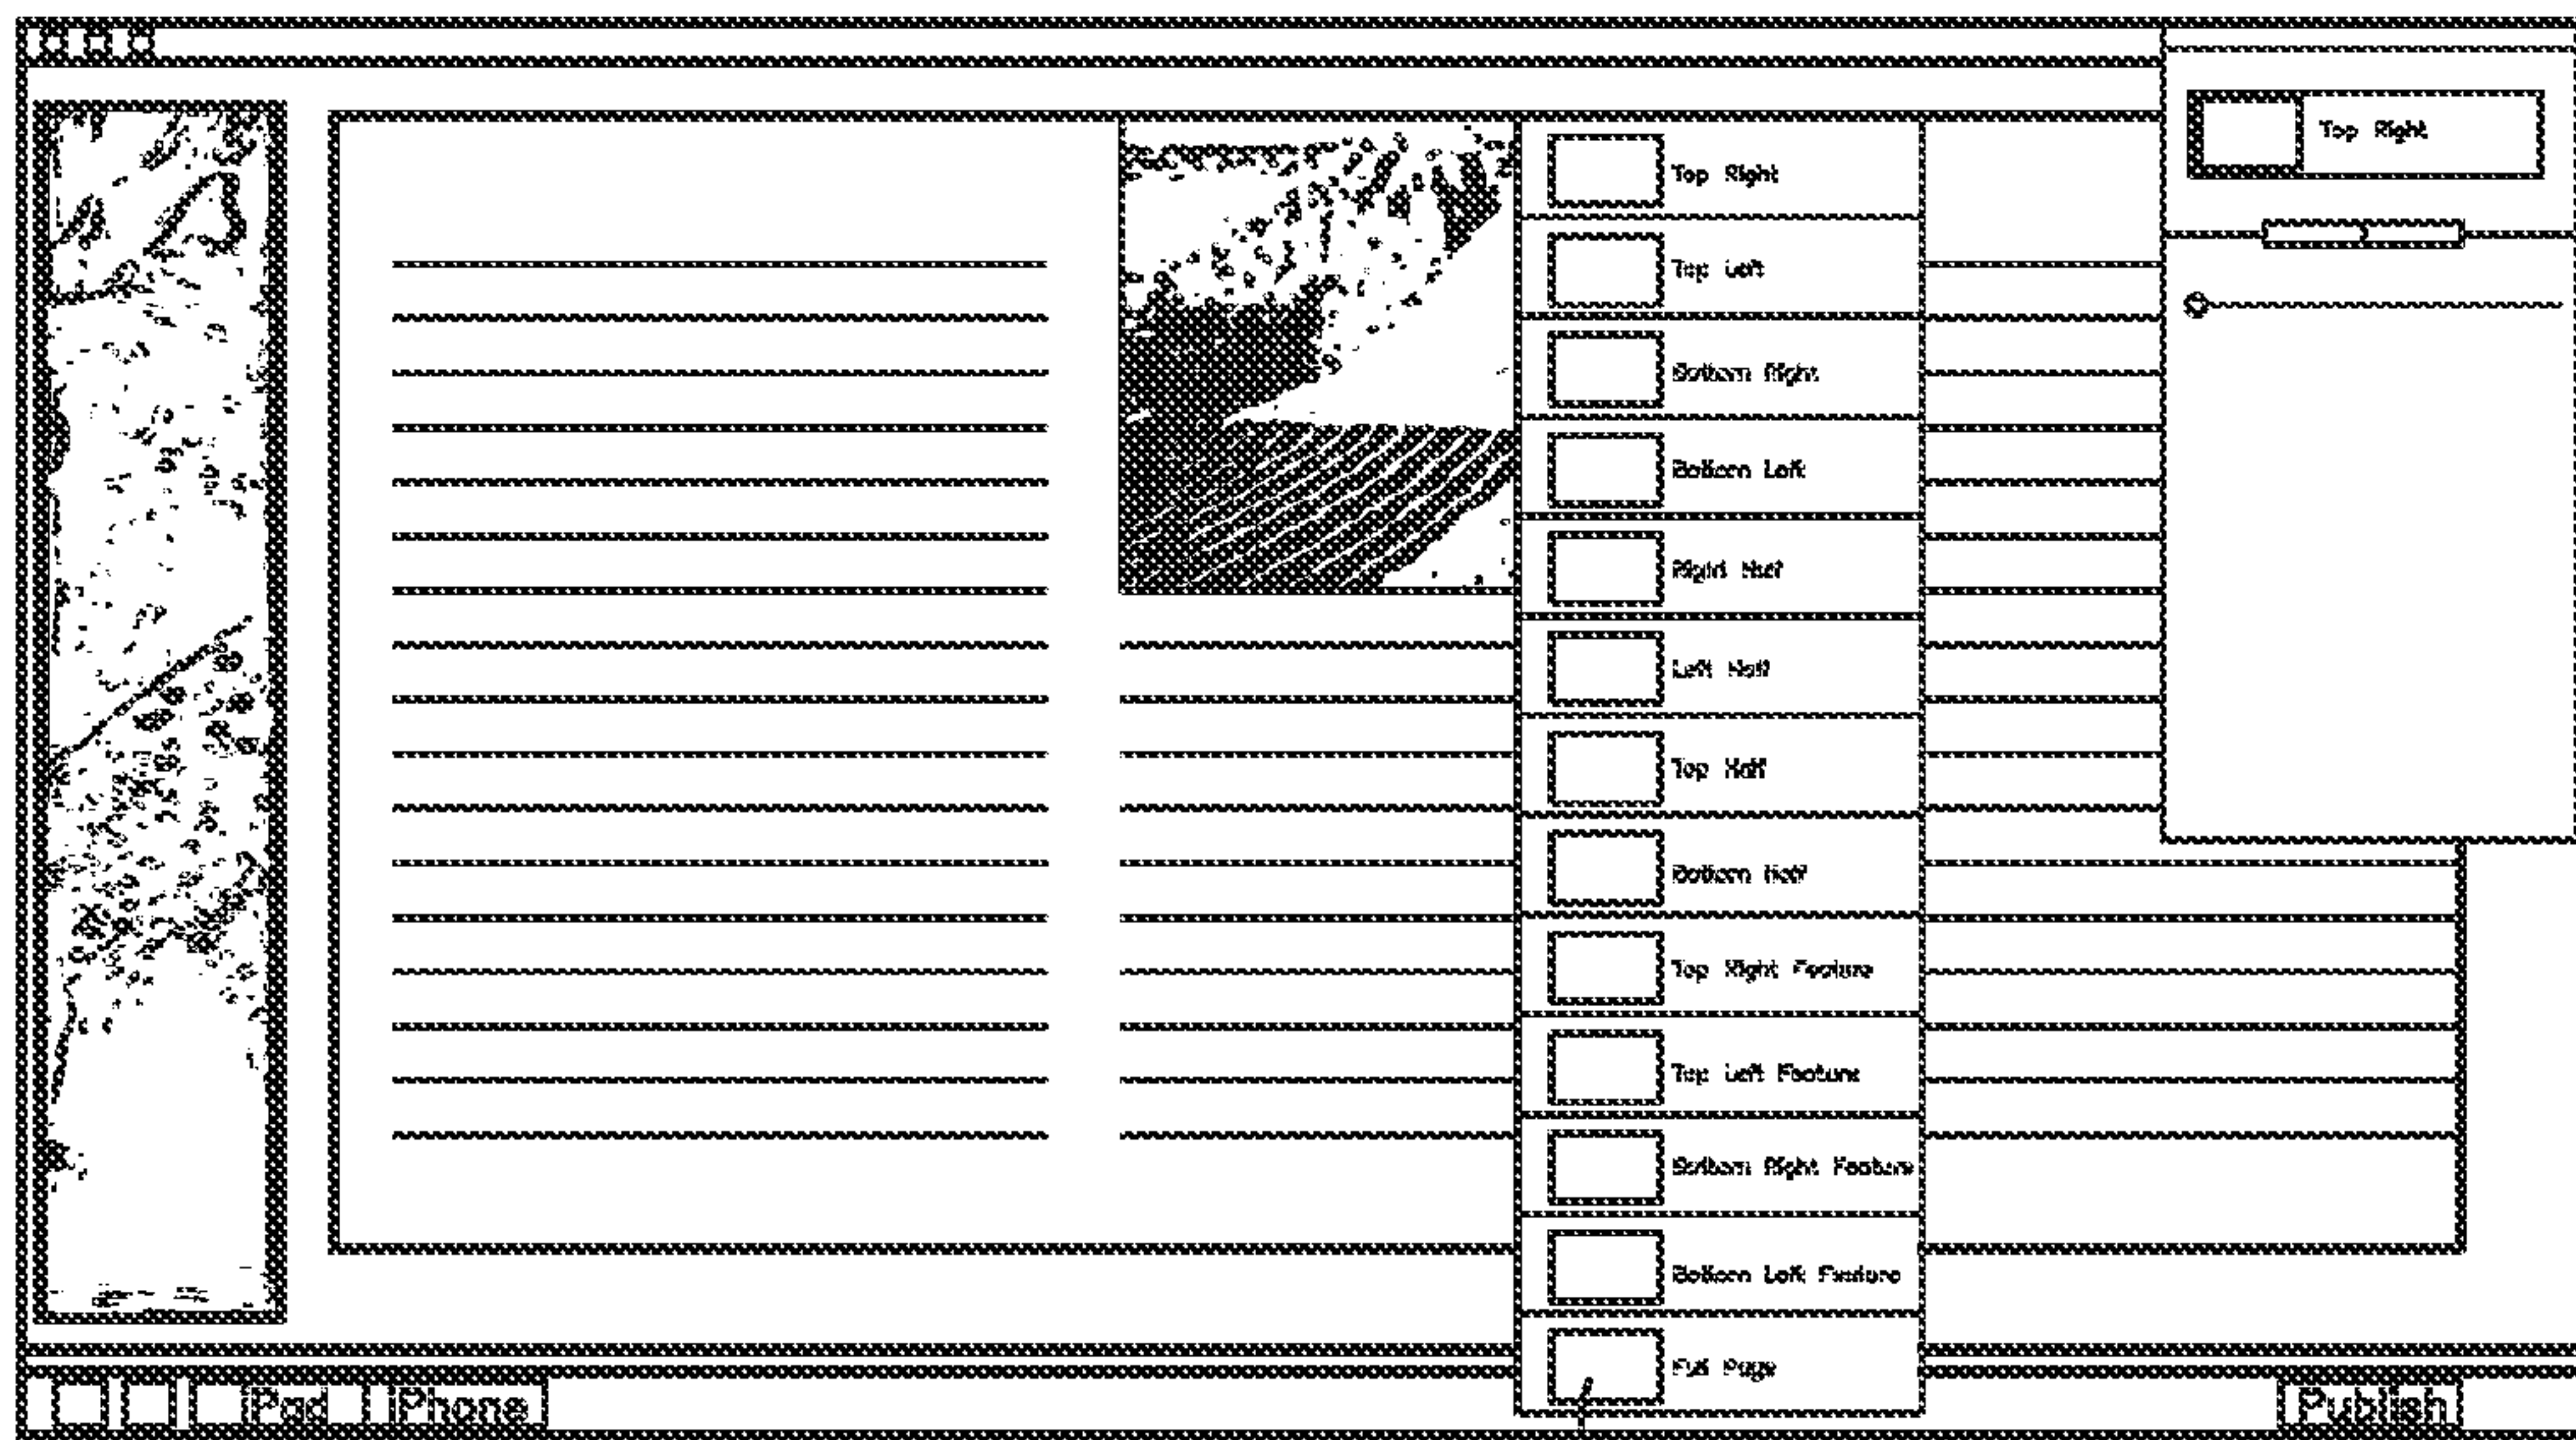 Top Right
Top Right
Top Left
Bottom Right
Bottom Left
Right Half
Left Half
Top Half
Bottom Half
Top Right Feature
Top Left Feature
Bottom Right Feature
Bottom Left Feature
Full Page
iPad iPhone
Publish